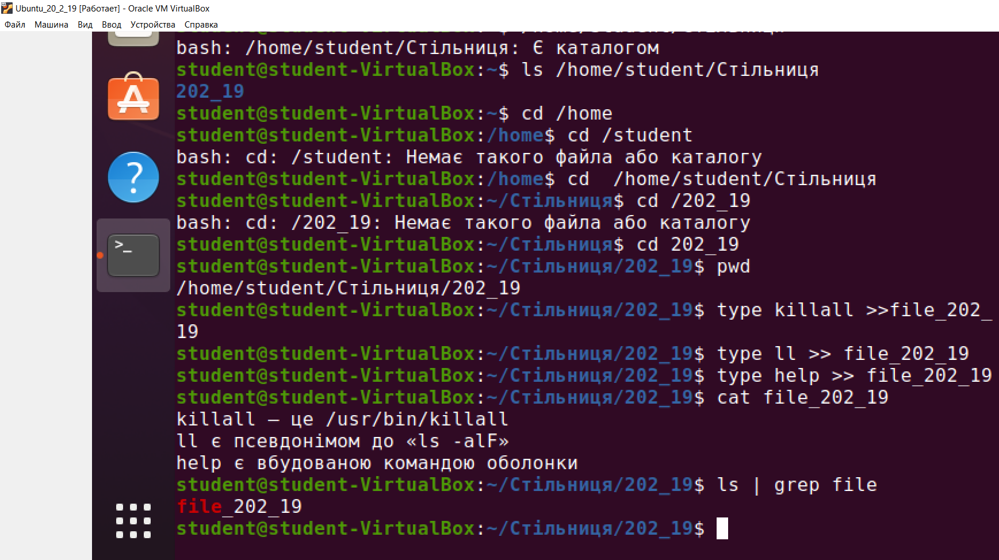 Ubuntu_20_2_19 [Работает] - Oracle VM VirtualBox
Файл Машина Вид Ввод Устройства Справка
bash: /home/student/Стільниця: Є каталогом
student@student-VirtualBox:~$ ls /home/student/Стільниця
202_19
student@student-VirtualBox:~$ cd /home
student@student-VirtualBox:/home$ cd /student
bash: cd: /student: Немає такого файла або каталогу
student@student-VirtualBox:/home$ cd  /home/student/Стільниця
student@student-VirtualBox:~/Стільниця$ cd /202_19
bash: cd: /202_19: Немає такого файла або каталогу
student@student-VirtualBox:~/Стільниця$ cd 202_19
student@student-VirtualBox:~/Стільниця/202_19$ pwd
/home/student/Стільниця/202_19
student@student-VirtualBox:~/Стільниця/202_19$ type killall >>file_202_
19
student@student-VirtualBox:~/Стільниця/202_19$ type ll >> file_202_19
student@student-VirtualBox:~/Стільниця/202_19$ type help >> file_202_19
student@student-VirtualBox:~/Стільниця/202_19$ cat file_202_19
killall — це /usr/bin/killall
ll є псевдонімом до «ls -alF»
help є вбудованою командою оболонки
student@student-VirtualBox:~/Стільниця/202_19$ ls | grep file
file_202_19
student@student-VirtualBox:~/Стільниця/202_19$